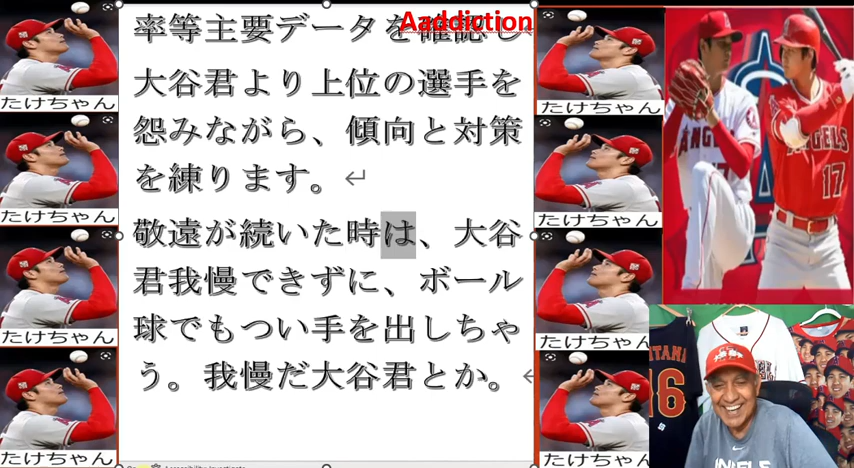 Aaddiction
率等主要データを確認し
大谷君より上位の選手を
怨みながら、傾向と対策
を練ります。
敬遠が続いた時は、大谷
君我慢できずに、ボール
球でもつい手を出しちゃ
う。我慢だ大谷君とか。
たけちゃん
たけちゃん
たけちゃん
たけちゃん
たけちゃん
たけちゃん
たけちゃん
たけちゃん
ANGELS
ANGELS
17
TANA
16
ANGELS